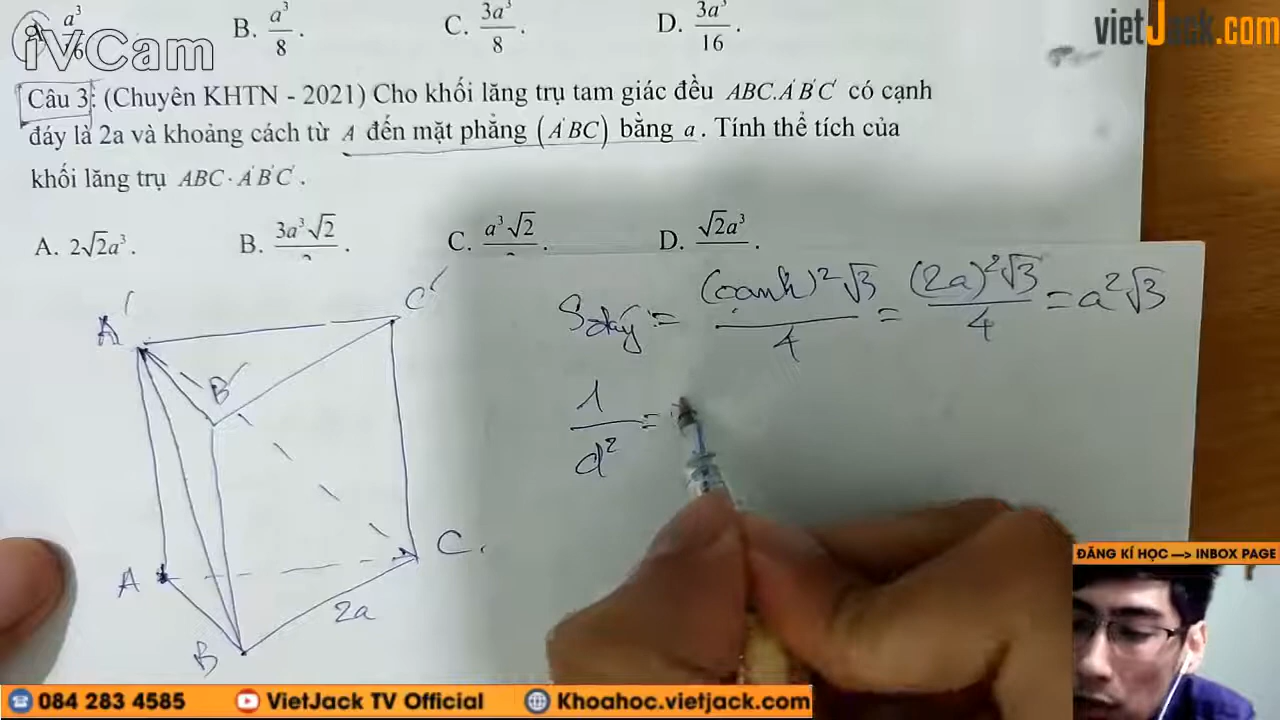 vietJack.com
iVCam
A. a³/16 B. a³/8 . C. 3a³/8 . D. 3a³/16 .
Câu 3: (Chuyên KHTN - 2021) Cho khối lăng trụ tam giác đều ABC.A'B'C' có cạnh
đáy là 2a và khoảng cách từ A đến mặt phẳng (A'BC) bằng a. Tính thể tích của
khối lăng trụ ABC·A'B'C'.
A. 2√2a³. B. 3a³√2 . C. a³√2 . D. √2a³ .
Sđáy = (cạnh)²√3/4 = (2a)²√3/4 = a²√3
1/d² =
A'
C'
B'
A
C
B
2a
ĐĂNG KÍ HỌC —> INBOX PAGE
084 283 4585 VietJack TV Official Khoahoc.vietjack.com